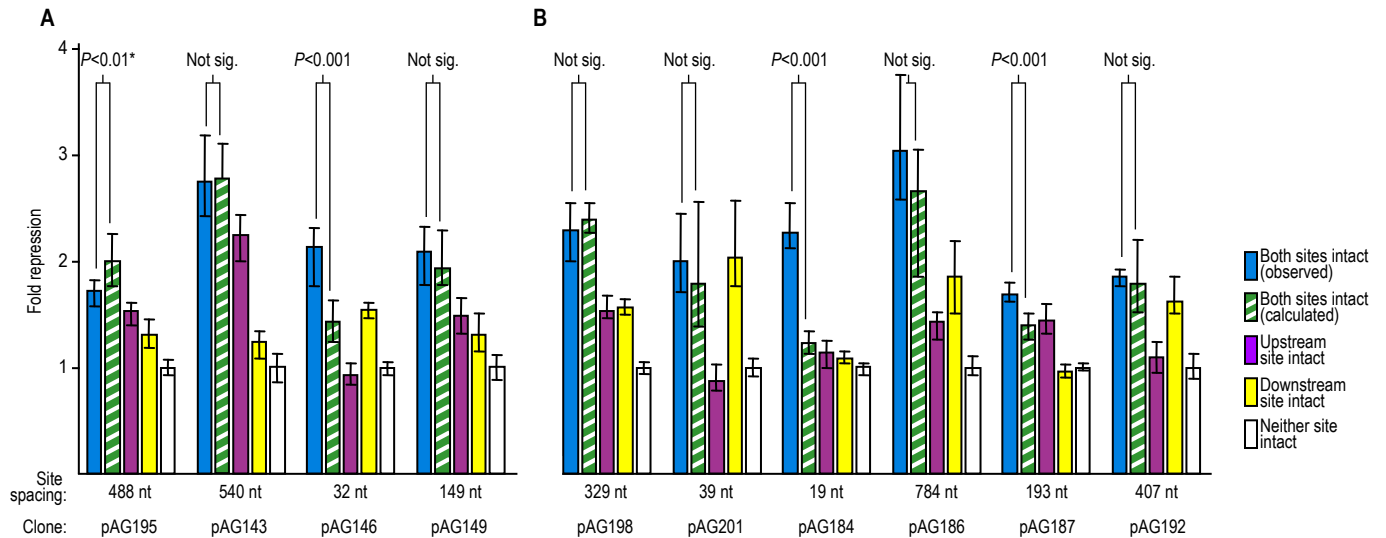 A
B
P<0.01*
Not sig.
P<0.001
Not sig.
Not sig.
Not sig.
P<0.001
Not sig.
P<0.001
Not sig.
4
3
2
1
Fold repression
Both sites intact
(observed)
Both sites intact
(calculated)
Upstream
site intact
Downstream
site intact
Neither site
intact
Site
spacing:
488 nt
540 nt
32 nt
149 nt
329 nt
39 nt
19 nt
784 nt
193 nt
407 nt
Clone:
pAG195
pAG143
pAG146
pAG149
pAG198
pAG201
pAG184
pAG186
pAG187
pAG192